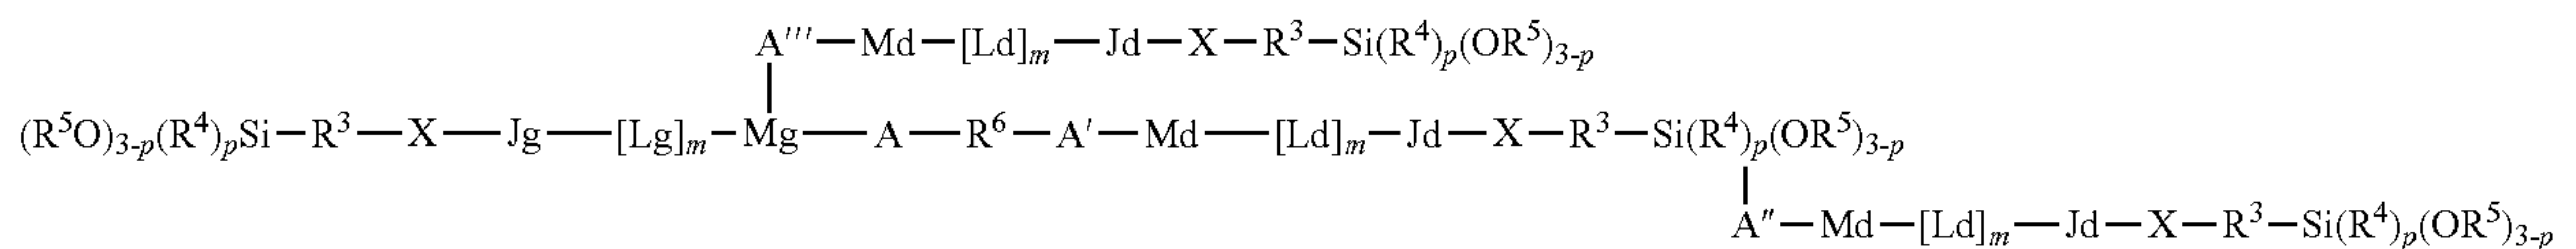 A′′′—Md—[Ld]ₘ—Jd—X—R³—Si(R⁴)ₚ(OR⁵)₃₋ₚ
(R⁵O)₃₋ₚ(R⁴)ₚSi—R³—X—Jg—[Lg]ₘ—Mg—A—R⁶—A′—Md—[Ld]ₘ—Jd—X—R³—Si(R⁴)ₚ(OR⁵)₃₋ₚ
A″—Md—[Ld]ₘ—Jd—X—R³—Si(R⁴)ₚ(OR⁵)₃₋ₚ